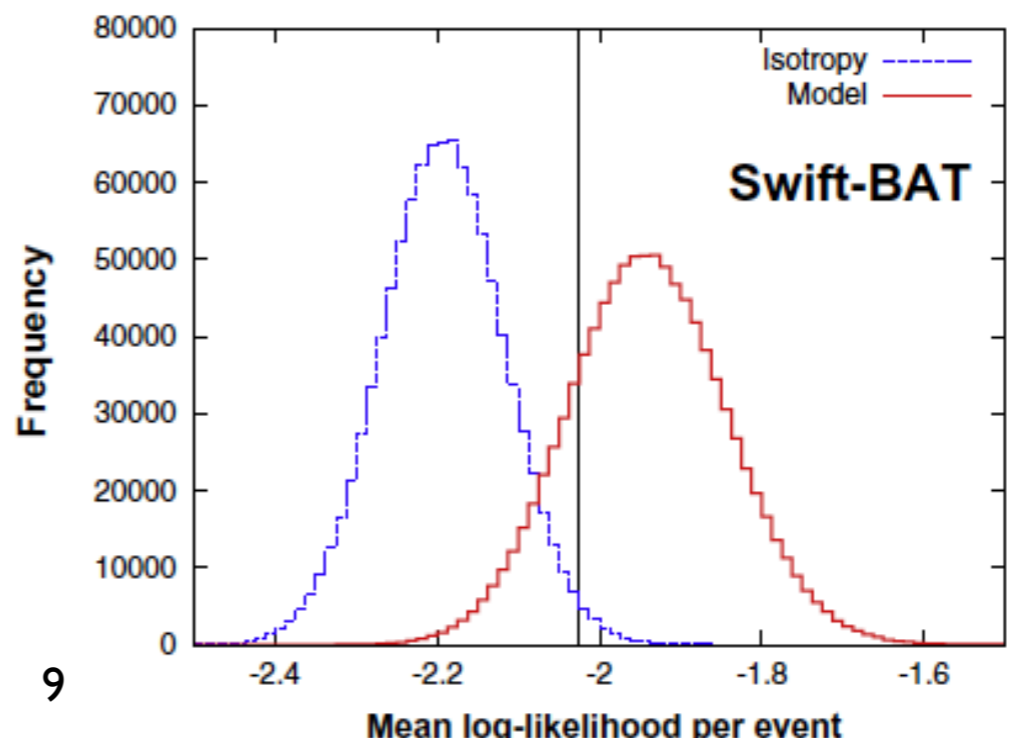 80000
70000
60000
50000
40000
30000
20000
10000
0
Frequency
Isotropy
Model
Swift-BAT
-2.4 -2.2 -2 -1.8 -1.6
Mean log-likelihood per event
9